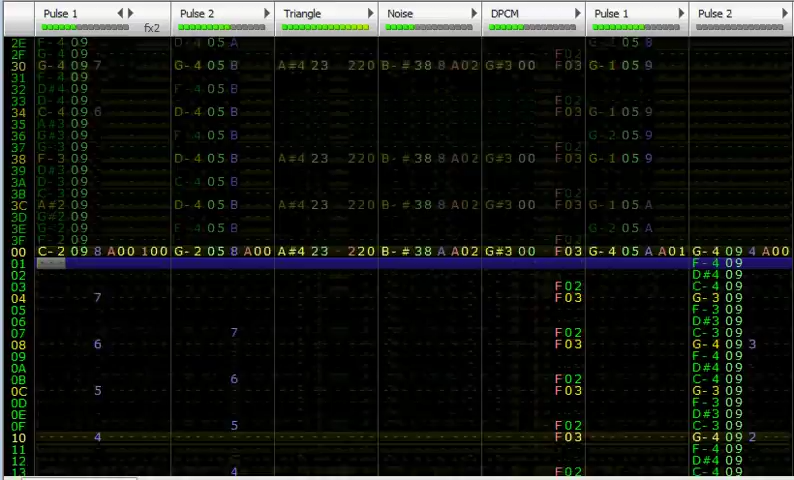 Pulse 1 Pulse 2 Triangle Noise DPCM Pulse 1 Pulse 2
fx2
2E F-4 09 D-4 05 A G-2 05 8
2F G-4 09 F02
30 G-4 09 7 G-4 05 B A#4 23 220 B-#38 8 A02 G#3 00 F03 G-1 05 9
31 F-4 09
32 D#4 09 F-4 05 B
33 D-4 09 F02
34 C-4 09 6 G-4 05 B F03 G-1 05 9
35 A#3 09
36 G#3 09 F-4 05 B G-2 05 9
37 G-3 09 F02
38 F-3 09 D-4 05 B A#4 23 220 B-#38 8 A02 G#3 00 F03 G-1 05 9
39 D#3 09
3A D-3 09 C-4 05 B
3B C-3 09 F02
3C A#2 09 D-4 05 B A#4 23 220 B-#38 8 A02 G#3 00 F03 G-1 05 A
3D G#2 09
3E G-2 09 F-4 05 B G-2 05 A
3F F-2 09 F02
00 C-2 09 8 A00 100 G-2 05 8 A00 A#4 23 220 B-#38 A A02 G#3 00 F03 G-4 05 A A01 G-4 09 4 A00
01 F-4 09
02 D#4 09
03 F02 C-4 09
04 7 F03 G-3 09
05 F-3 09
06 D#3 09
07 7 F02 C-3 09
08 6 F03 G-4 09 3
09 F-4 09
0A D#4 09
0B 6 F02 C-4 09
0C 5 F03 G-3 09
0D F-3 09
0E D#3 09
0F 5 F02 C-3 09
10 4 F03 G-4 09 2
11 F-4 09
12 D#4 09
13 4 F02 C-4 09